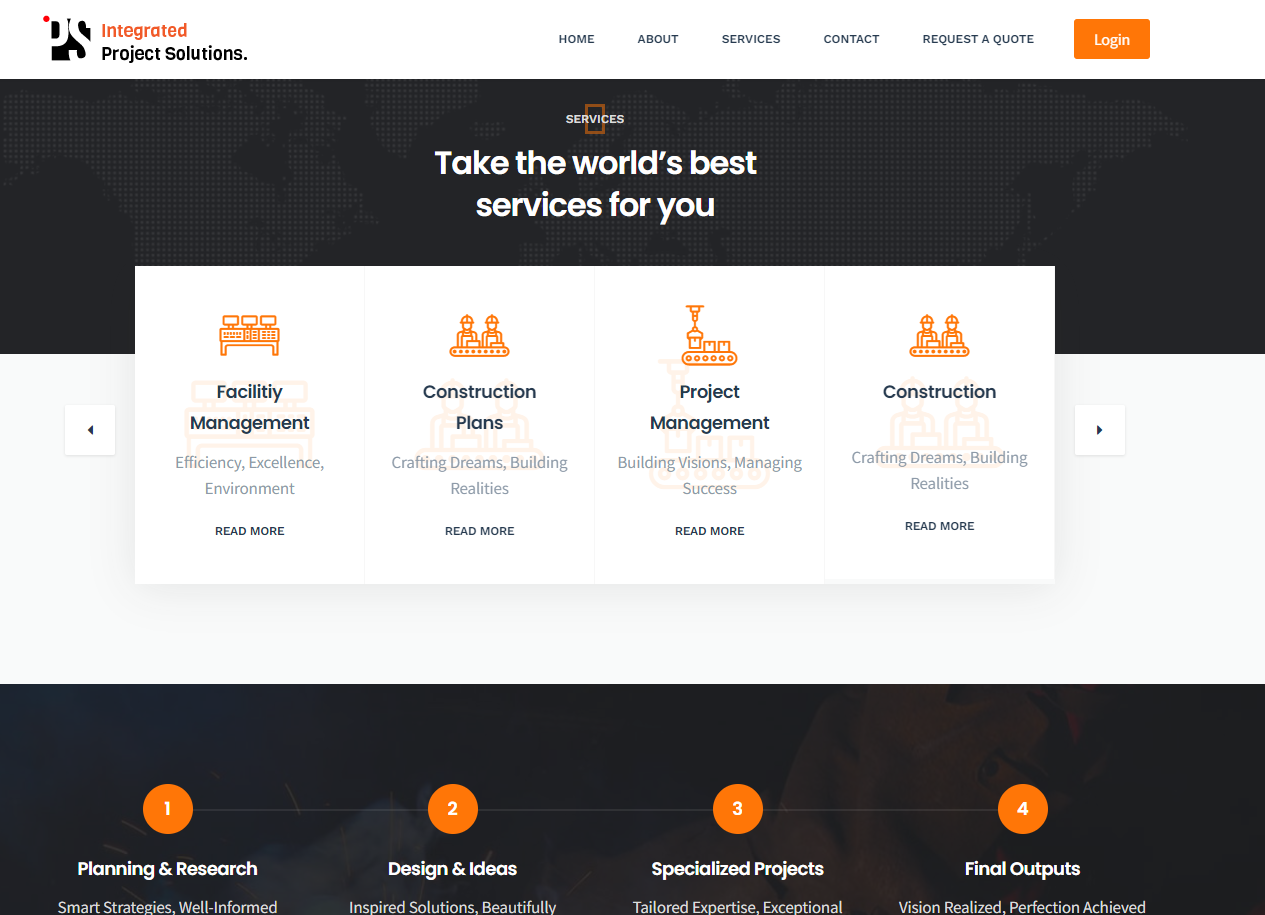 Integrated
Project Solutions.
HOME ABOUT SERVICES CONTACT REQUEST A QUOTE Login
SERVICES
Take the world's best
services for you
Facilitiy
Management
Efficiency, Excellence,
Environment
READ MORE
Construction
Plans
Crafting Dreams, Building
Realities
READ MORE
Project
Management
Building Visions, Managing
Success
READ MORE
Construction
Crafting Dreams, Building
Realities
READ MORE
1
Planning & Research
Smart Strategies, Well-Informed
2
Design & Ideas
Inspired Solutions, Beautifully
3
Specialized Projects
Tailored Expertise, Exceptional
4
Final Outputs
Vision Realized, Perfection Achieved